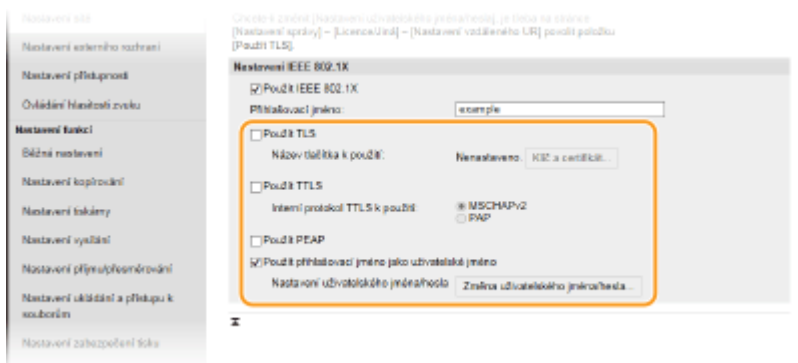 Nastavení sítě
Nastavení externího rozhraní
Nastavení přístupnosti
Ovládání hlasitosti zvuku
Nastavení funkcí
Běžná nastavení
Nastavení kopírování
Nastavení tiskárny
Nastavení vysílání
Nastavení příjmu/přesměrování
Nastavení ukládání a přístupu k
souborům
Nastavení zabezpečení tisku
Chcete-li změnit [Nastavení uživatelského jména/hesla], je třeba na stránce
[Nastavení správy] – [Licence/Jiné] – [Nastavení vzdáleného UR] povolit položku
[Použít TLS].
Nastavení IEEE 802.1X
Použít IEEE 802.1X
Přihlašovací jméno:
example
Použít TLS
Název tlačítka k použití:
Nenastaveno.
Klíč a certifikát...
Použít TTLS
Interní protokol TTLS k použití:
MSCHAPv2
PAP
Použít PEAP
Použít přihlašovací jméno jako uživatelské jméno
Nastavení uživatelského jména/hesla
Změna uživatelského jména/hesla...